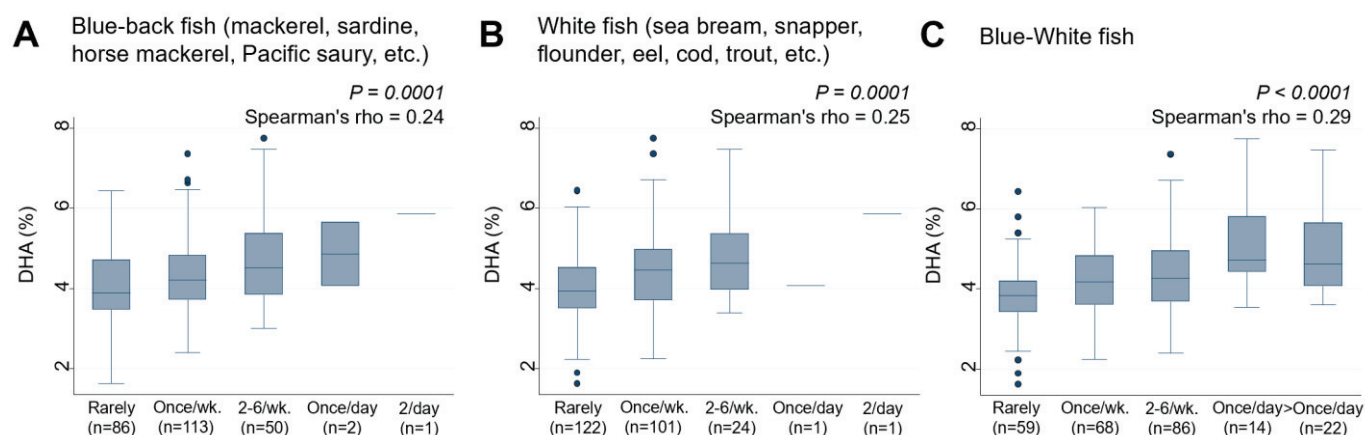 A
Blue-back fish (mackerel, sardine,
horse mackerel, Pacific saury, etc.)
P = 0.0001
Spearman's rho = 0.24
DHA (%)
8
6
4
2
Rarely Once/wk. 2-6/wk. Once/day 2/day
(n=86) (n=113) (n=50) (n=2) (n=1)
B
White fish (sea bream, snapper,
flounder, eel, cod, trout, etc.)
P = 0.0001
Spearman's rho = 0.25
DHA (%)
8
6
4
2
Rarely Once/wk. 2-6/wk. Once/day 2/day
(n=122) (n=101) (n=24) (n=1) (n=1)
C
Blue-White fish
P < 0.0001
Spearman's rho = 0.29
DHA (%)
8
6
4
2
Rarely Once/wk. 2-6/wk. Once/day >Once/day
(n=59) (n=68) (n=86) (n=14) (n=22)